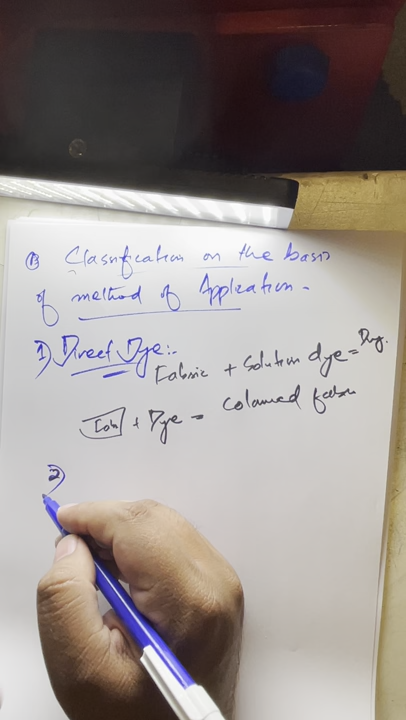 B Classification on the basis
of method of Application -
1) Direct Dye:-
Fabric + Solution dye = Dry.
Fab + Dye = Coloured fabric
2)